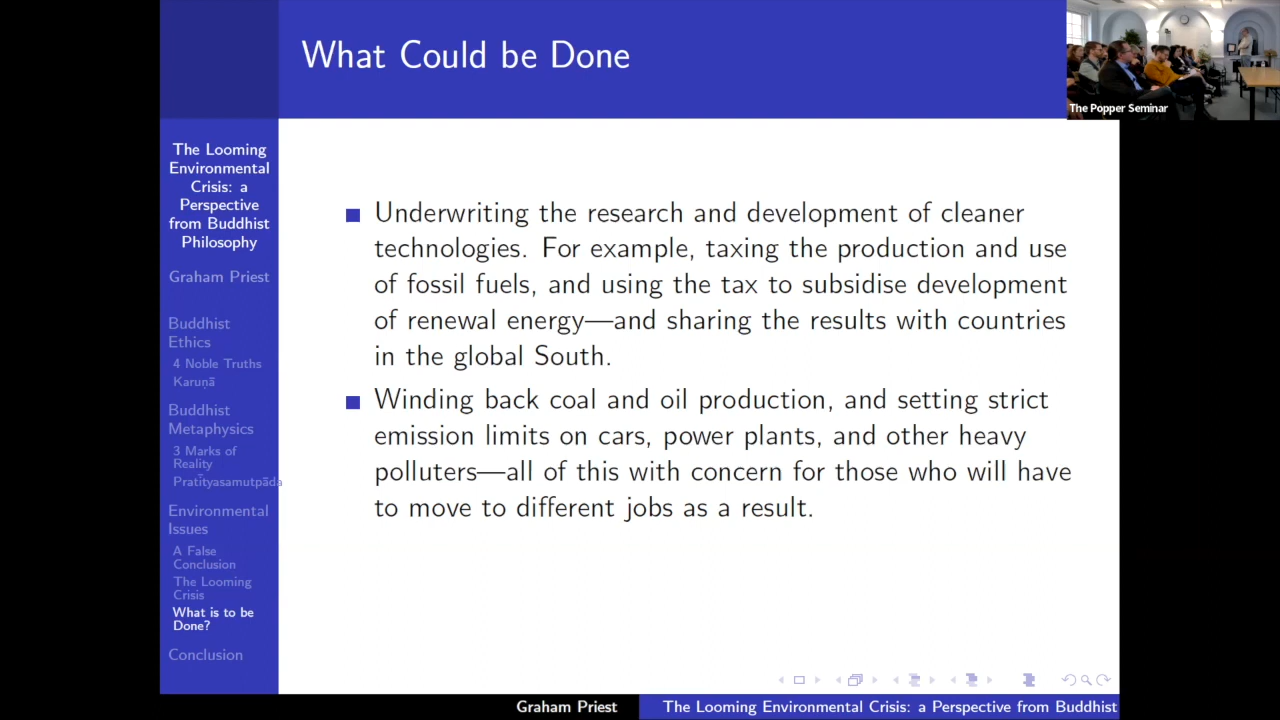 What Could be Done
The Popper Seminar
The Looming
Environmental
Crisis: a
Perspective
from Buddhist
Philosophy
Graham Priest
Buddhist
Ethics
4 Noble Truths
Karuṇā
Buddhist
Metaphysics
3 Marks of
Reality
Pratītyasamutpāda
Environmental
Issues
A False
Conclusion
The Looming
Crisis
What is to be
Done?
Conclusion
Underwriting the research and development of cleaner
technologies. For example, taxing the production and use
of fossil fuels, and using the tax to subsidise development
of renewal energy—and sharing the results with countries
in the global South.
Winding back coal and oil production, and setting strict
emission limits on cars, power plants, and other heavy
polluters—all of this with concern for those who will have
to move to different jobs as a result.
Graham Priest
The Looming Environmental Crisis: a Perspective from Buddhist